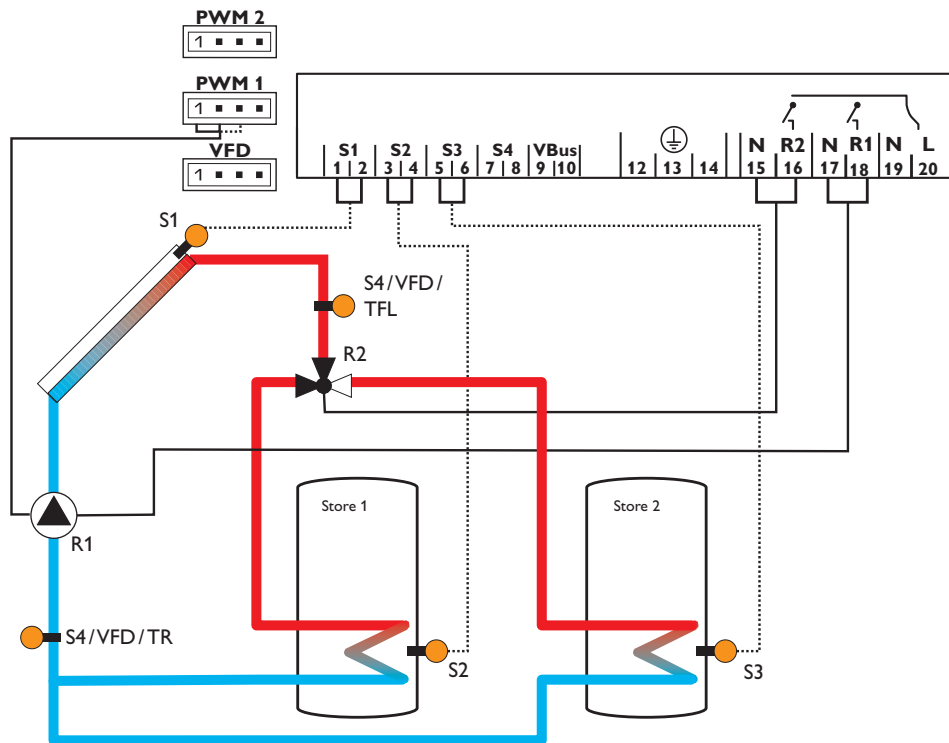 PWM 2
1
PWM 1
1
VFD
1
S1 S2 S3 S4 VBus
1 2 3 4 5 6 7 8 9 10
12 13 14
N R2 N R1 N L
15 16 17 18 19 20
S1
S4/VFD/
TFL
R2
Store 1
Store 2
R1
S4/VFD/TR
S2
S3